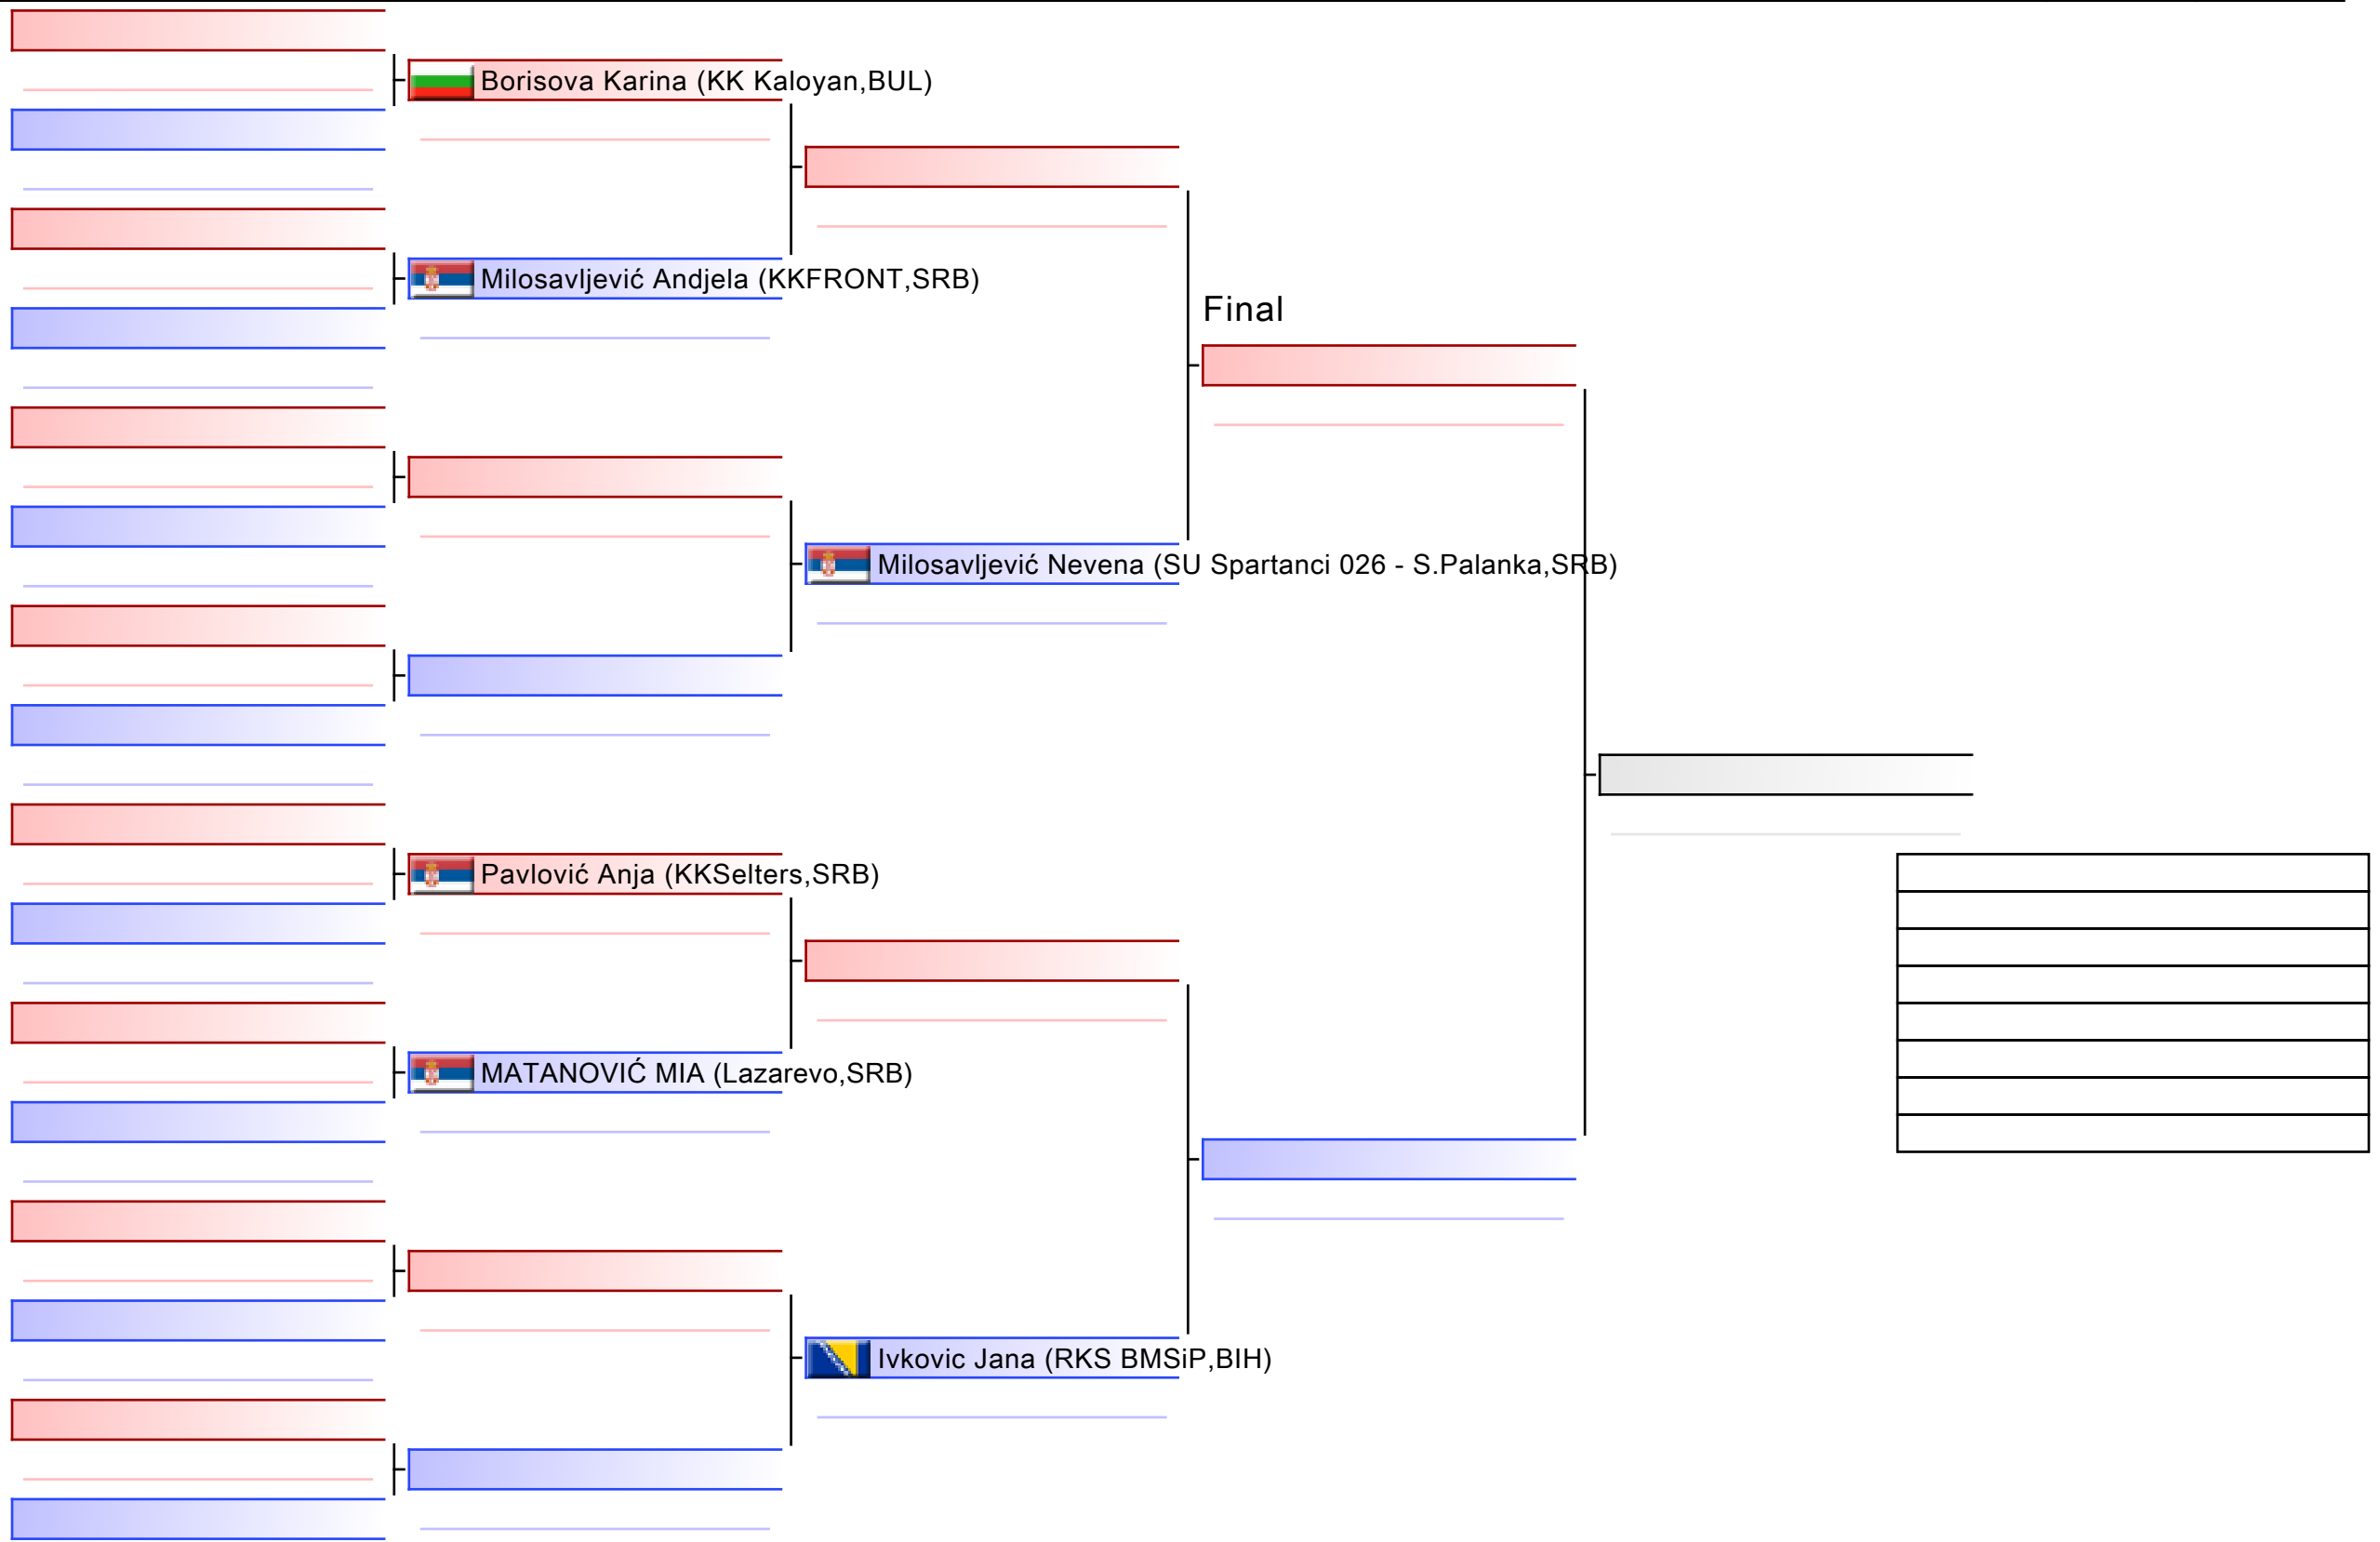 Borisova Karina (KK Kaloyan,BUL)
Milosavljević Andjela (KKFRONT,SRB)
Final
Milosavljević Nevena (SU Spartanci 026 - S.Palanka,SRB)
Pavlović Anja (KKSelters,SRB)
MATANOVIĆ MIA (Lazarevo,SRB)
Ivkovic Jana (RKS BMSiP,BIH)